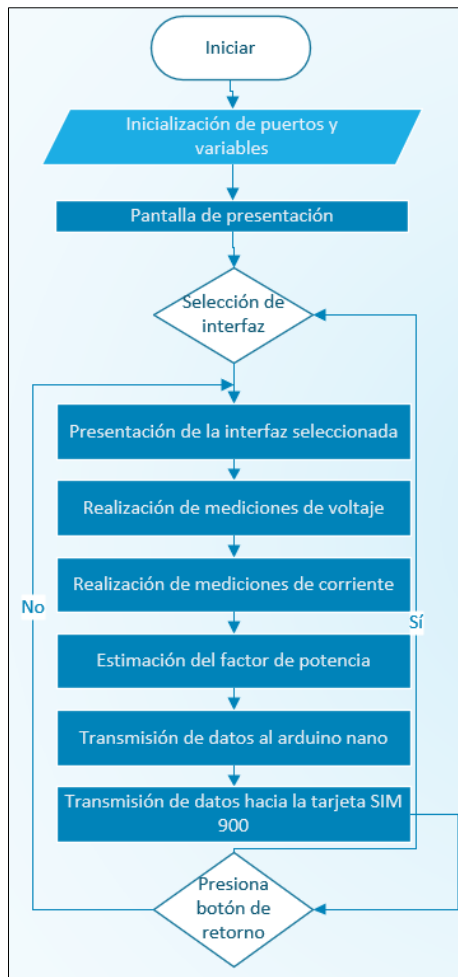 Iniciar
Inicialización de puertos y
variables
Pantalla de presentación
Selección de
interfaz
Presentación de la interfaz seleccionada
Realización de mediciones de voltaje
Realización de mediciones de corriente
No
Sí
Estimación del factor de potencia
Transmisión de datos al arduino nano
Transmisión de datos hacia la tarjeta SIM
900
Presiona
botón de
retorno